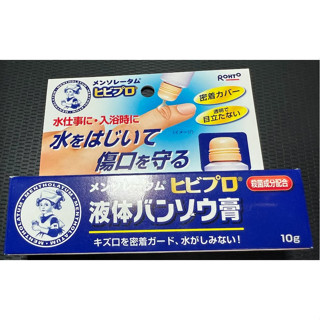 メンソレータム
ヒビプロ®
ROHTO
水仕事に・入浴時に
水をはじいて
傷口を守る
密着カバー
透明で
目立たない
メンソレータム ヒビプロ®
殺菌成分配合
液体バンソウ膏
キズ口を密着ガード、水がしみない!
10g
MENTHOLATUM
MENTHOLATUM